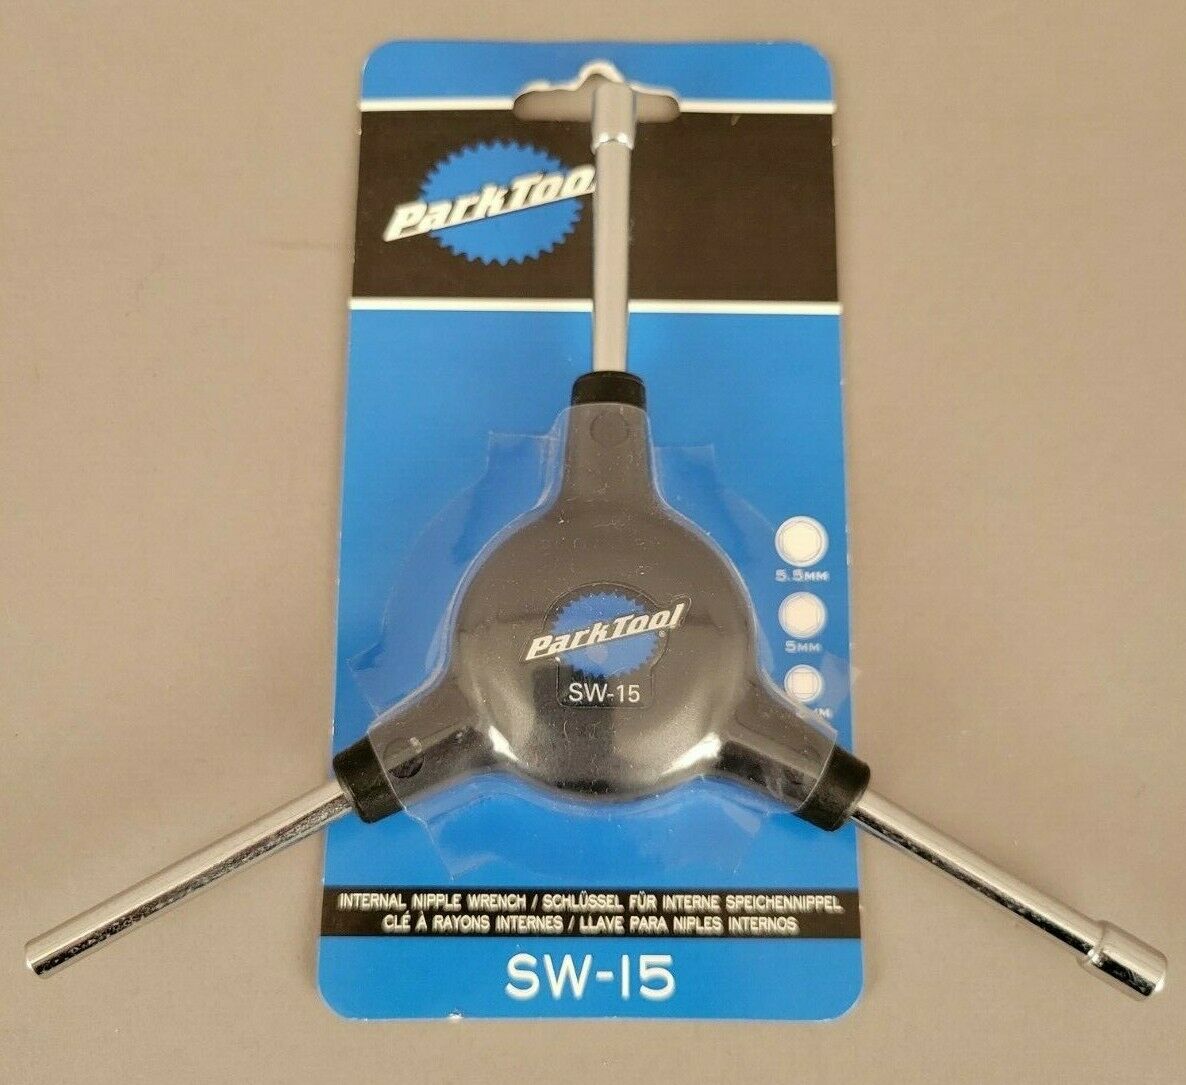 ParkTool
5.5MM
5MM
ParkTool®
SW-15
INTERNAL NIPPLE WRENCH / SCHLÜSSEL FÜR INTERNE SPEICHENNIPPEL
CLÉ À RAYONS INTERNES / LLAVE PARA NIPLES INTERNOS
SW-15